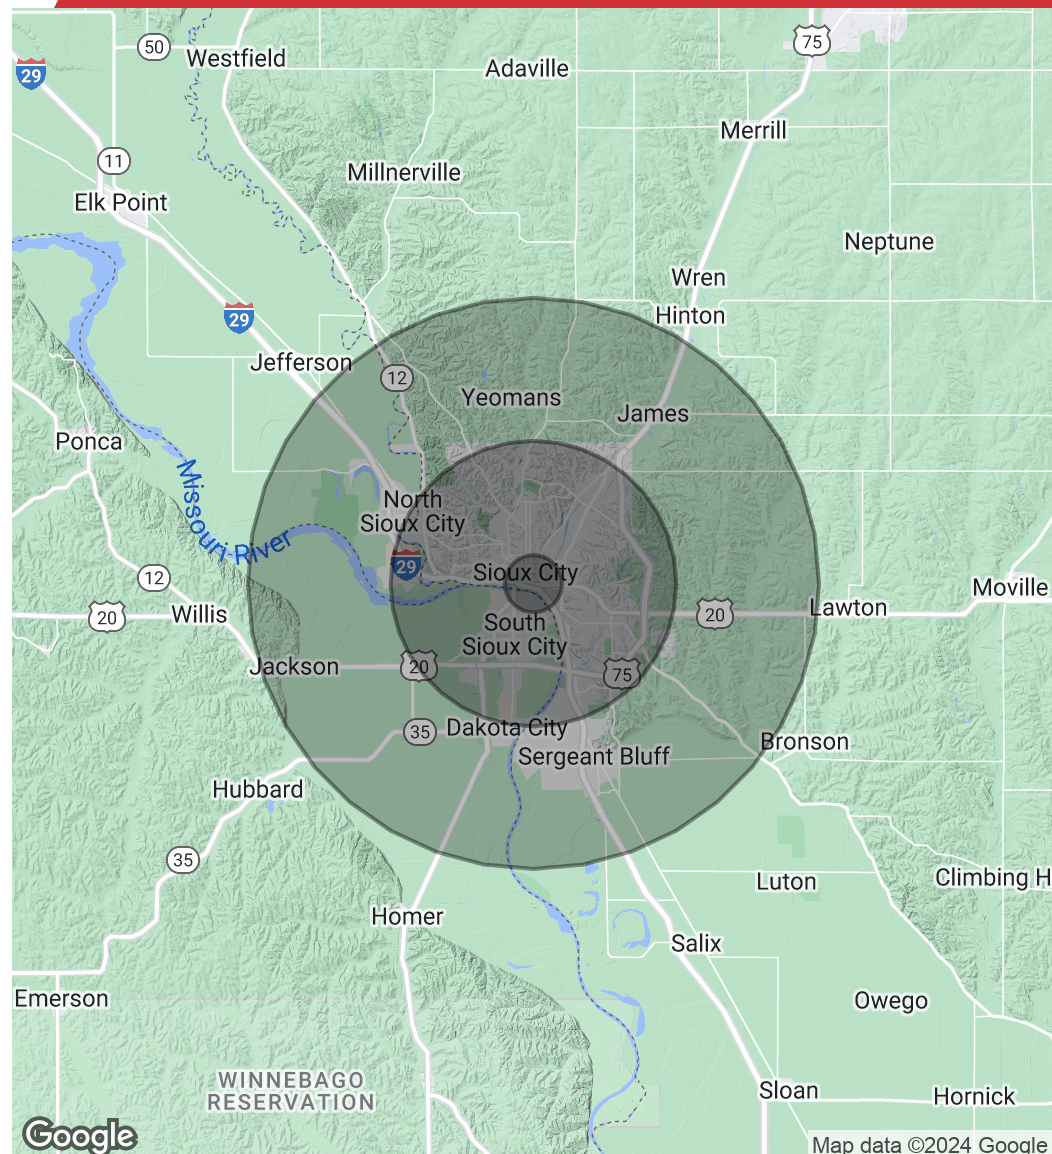 75
50
Westfield
Adaville
29
Merrill
11
Millnerville
Elk Point
Neptune
Wren
29
Hinton
Jefferson
12
Yeomans
James
Ponca
North
Sioux City
Missouri River
29
Sioux City
12
Moville
20
Willis
20
Lawton
South
Sioux City
Jackson
20
75
35
Dakota City
Bronson
Sergeant Bluff
Hubbard
35
Luton
Climbing H
Homer
Salix
Emerson
Owego
WINNEBAGO
RESERVATION
Sloan
Hornick
Google
Map data ©2024 Google